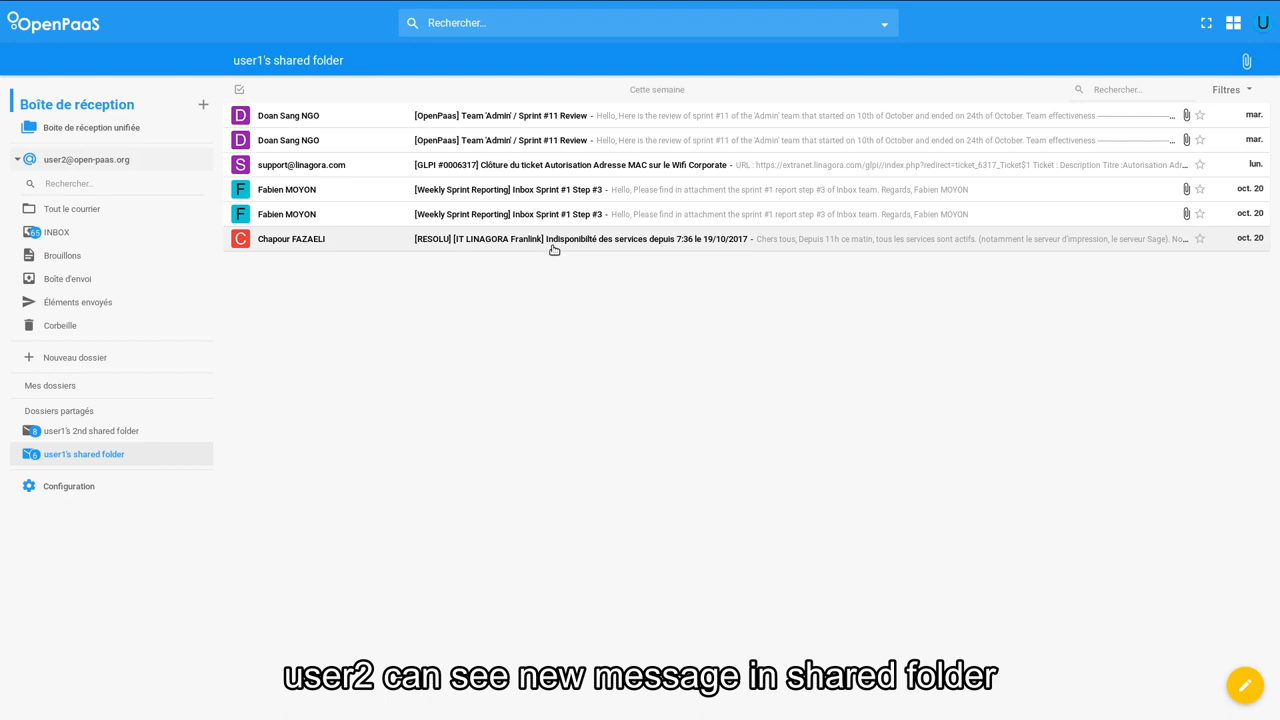 OpenPaaS
Rechercher...
U
user1's shared folder
Boîte de réception
Cette semaine
Rechercher...
Filtres
Boite de réception unifiée
user2@open-paas.org
Rechercher...
Tout le courrier
65
INBOX
Brouillons
Boîte d'envoi
Éléments envoyés
Corbeille
Nouveau dossier
Mes dossiers
Dossiers partagés
8
user1's 2nd shared folder
6
user1's shared folder
Configuration
D Doan Sang NGO [OpenPaas] Team 'Admin' / Sprint #11 Review - Hello, Here is the review of sprint #11 of the 'Admin' team that started on 10th of October and ended on 24th of October. Team effectiveness ... mar.
D Doan Sang NGO [OpenPaas] Team 'Admin' / Sprint #11 Review - Hello, Here is the review of sprint #11 of the 'Admin' team that started on 10th of October and ended on 24th of October. Team effectiveness ... mar.
S support@linagora.com [GLPI #0006317] Clôture du ticket Autorisation Adresse MAC sur le Wifi Corporate - URL : https://extranet.linagora.com/glpi//index.php?redirect=ticket_6317_Ticket$1 Ticket : Description Titre :Autorisation Adr... lun.
F Fabien MOYON [Weekly Sprint Reporting] Inbox Sprint #1 Step #3 - Hello, Please find in attachment the sprint #1 report step #3 of Inbox team. Regards, Fabien MOYON oct. 20
F Fabien MOYON [Weekly Sprint Reporting] Inbox Sprint #1 Step #3 - Hello, Please find in attachment the sprint #1 report step #3 of Inbox team. Regards, Fabien MOYON oct. 20
C Chapour FAZAELI [RESOLU] [IT LINAGORA Franlink] Indisponibilté des services depuis 7:36 le 19/10/2017 - Chers tous, Depuis 11h ce matin, tous les services sont actifs. (notamment le serveur d'impression, le serveur Sage). No... oct. 20
user2 can see new message in shared folder